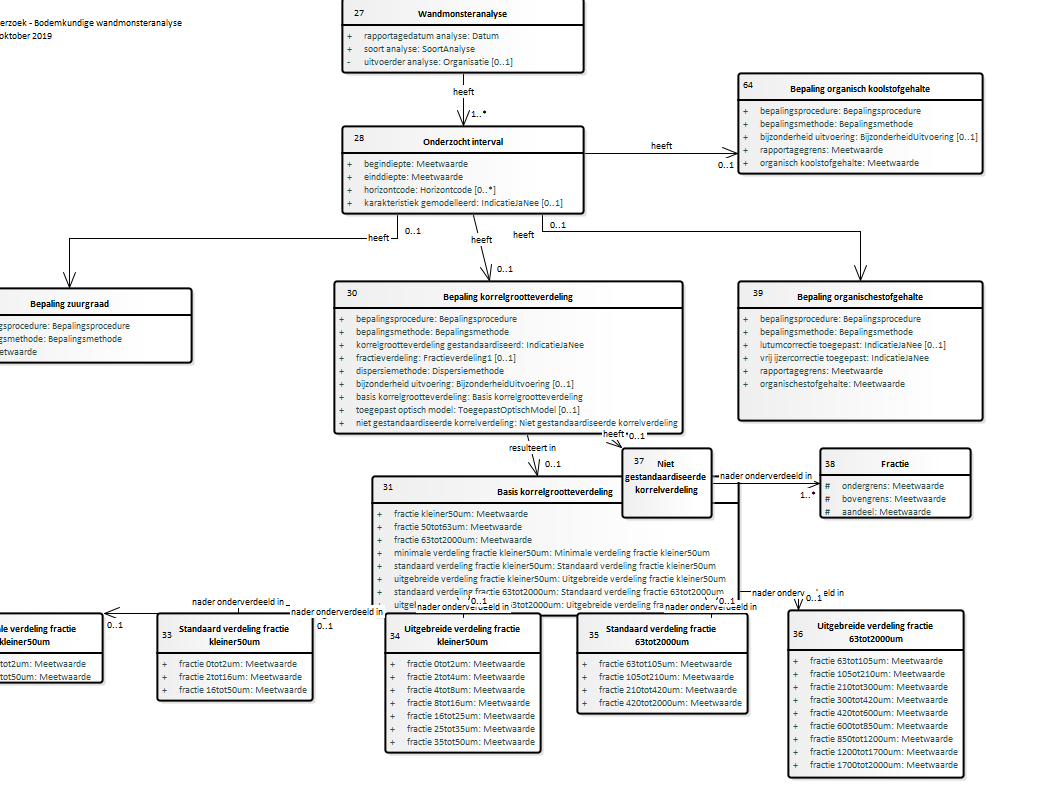 erzoek - Bodemkundige wandmonsteranalyse
oktober 2019
27 Wandmonsteranalyse
+ rapportagedatum analyse: Datum
+ soort analyse: SoortAnalyse
- uitvoerder analyse: Organisatie [0..1]
heeft
1..*
28 Onderzocht interval
+ begindiepte: Meetwaarde
+ einddiepte: Meetwaarde
+ horizontcode: Horizontcode [0..*]
+ karakteristiek gemodelleerd: IndicatieJaNee [0..1]
heeft
0..1
64 Bepaling organisch koolstofgehalte
+ bepalingsprocedure: Bepalingsprocedure
+ bepalingsmethode: Bepalingsmethode
+ bijzonderheid uitvoering: BijzonderheidUitvoering [0..1]
+ rapportagegrens: Meetwaarde
+ organisch koolstofgehalte: Meetwaarde
heeft
0..1
heeft
0..1
heeft
0..1
Bepaling zuurgraad
gsprocedure: Bepalingsprocedure
gsmethode: Bepalingsmethode
etwaarde
30 Bepaling korrelgrootteverdeling
+ bepalingsprocedure: Bepalingsprocedure
+ bepalingsmethode: Bepalingsmethode
+ korrelgrootteverdeling gestandaardiseerd: IndicatieJaNee
+ fractieverdeling: Fractieverdeling1 [0..1]
+ dispersiemethode: Dispersiemethode
+ bijzonderheid uitvoering: BijzonderheidUitvoering [0..1]
+ basis korrelgrootteverdeling: Basis korrelgrootteverdeling
+ toegepast optisch model: ToegepastOptischModel [0..1]
+ niet gestandaardiseerde korrelverdeling: Niet gestandaardiseerde korrelverdeling
39 Bepaling organischestofgehalte
+ bepalingsprocedure: Bepalingsprocedure
+ bepalingsmethode: Bepalingsmethode
+ lutumcorrectie toegepast: IndicatieJaNee [0..1]
+ vrij ijzercorrectie toegepast: IndicatieJaNee
+ rapportagegrens: Meetwaarde
+ organischestofgehalte: Meetwaarde
heeft
0..1
resulteert in
0..1
37 Niet
gestandaardiseerde
korrelverdeling
nader onderverdeeld in
1..*
38 Fractie
# ondergrens: Meetwaarde
# bovengrens: Meetwaarde
# aandeel: Meetwaarde
31 Basis korrelgrootteverdeling
+ fractie kleiner50um: Meetwaarde
+ fractie 50tot63um: Meetwaarde
+ fractie 63tot2000um: Meetwaarde
+ minimale verdeling fractie kleiner50um: Minimale verdeling fractie kleiner50um
+ standaard verdeling fractie kleiner50um: Standaard verdeling fractie kleiner50um
+ uitgebreide verdeling fractie kleiner50um: Uitgebreide verdeling fractie kleiner50um
+ standaard verdeling fractie 63tot2000um: Standaard verdeling fractie 63tot2000um
+ uitgel 3tot2000um: Uitgebreide verdeling fra
nader onderverdeeld in
0..1
nader onderverdeeld in
0..1
nader onderverdeeld in
0..1
nader onderverdeeld in
0..1
nader onder eld in
0..1
le verdeling fractie
kleiner50um
tot2um: Meetwaarde
tot50um: Meetwaarde
33 Standaard verdeling fractie
kleiner50um
+ fractie 0tot2um: Meetwaarde
+ fractie 2tot16um: Meetwaarde
+ fractie 16tot50um: Meetwaarde
34 Uitgebreide verdeling fractie
kleiner50um
+ fractie 0tot2um: Meetwaarde
+ fractie 2tot4um: Meetwaarde
+ fractie 4tot8um: Meetwaarde
+ fractie 8tot16um: Meetwaarde
+ fractie 16tot25um: Meetwaarde
+ fractie 25tot35um: Meetwaarde
+ fractie 35tot50um: Meetwaarde
35 Standaard verdeling fractie
63tot2000um
+ fractie 63tot105um: Meetwaarde
+ fractie 105tot210um: Meetwaarde
+ fractie 210tot420um: Meetwaarde
+ fractie 420tot2000um: Meetwaarde
36 Uitgebreide verdeling fractie
63tot2000um
+ fractie 63tot105um: Meetwaarde
+ fractie 105tot210um: Meetwaarde
+ fractie 210tot300um: Meetwaarde
+ fractie 300tot420um: Meetwaarde
+ fractie 420tot600um: Meetwaarde
+ fractie 600tot850um: Meetwaarde
+ fractie 850tot1200um: Meetwaarde
+ fractie 1200tot1700um: Meetwaarde
+ fractie 1700tot2000um: Meetwaarde